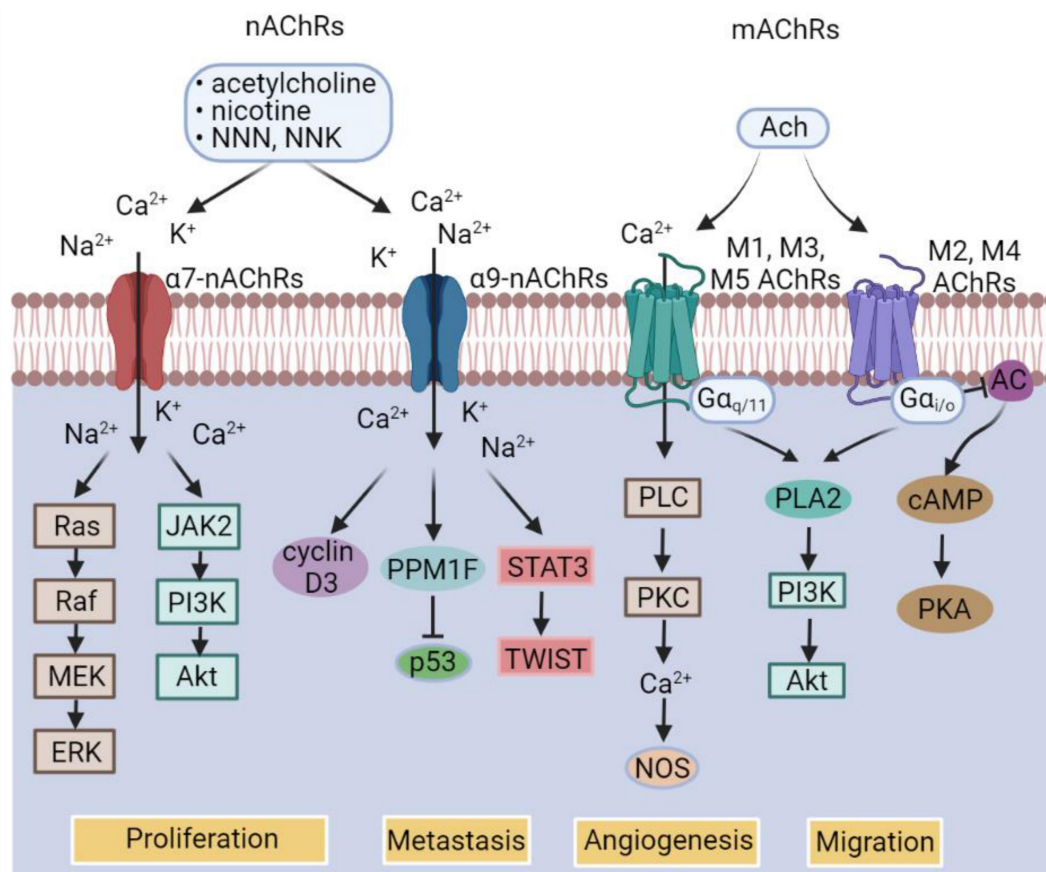 nAChRs
mAChRs
• acetylcholine
• nicotine
• NNN, NNK
Ach
Ca²⁺
K⁺
Na²⁺
α7-nAChRs
Ca²⁺
Na²⁺
K⁺
α9-nAChRs
Ca²⁺
M1, M3,
M5 AChRs
M2, M4
AChRs
Gα_q/11
Gα_i/o
AC
K⁺
Na²⁺
Ca²⁺
Ca²⁺
K⁺
Na²⁺
Ras
Raf
MEK
ERK
JAK2
PI3K
Akt
cyclin
D3
PPM1F
p53
STAT3
TWIST
PLC
PKC
Ca²⁺
NOS
PLA2
PI3K
Akt
cAMP
PKA
Proliferation
Metastasis
Angiogenesis
Migration